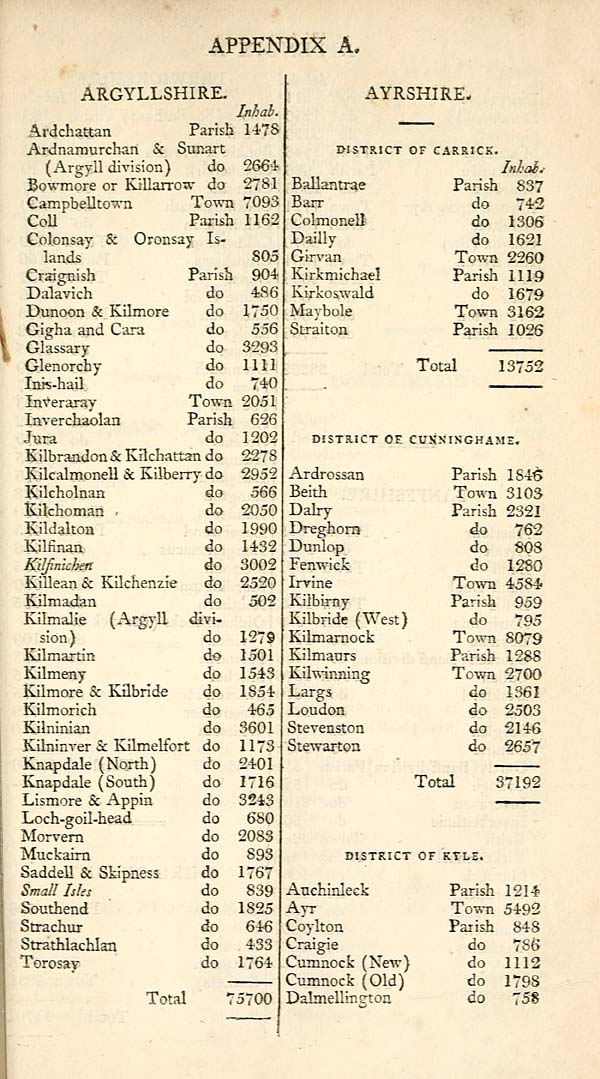 APPENDIX A.
ARGYLLSHIRE.
Inhab.
Ardchattan Parish 1478
Ardnamurchan & Sunart
(Argyll division) do 2664
Bowmore or Killarrow do 2781
Campbelltown Town 7093
Coll Parish 1162
Colonsay & Oronsay Is-
lands 805
Craignish Parish 904
Dalavich do 486
Dunoon & Kilmore do 1750
Gigha and Cara do 556
Glassary do 3293
Glenorchy do 1111
Inis-hail do 740
Inveraray Town 2051
Inverchaolan Parish 626
Jura do 1202
Kilbrandon & Kilchattan do 2278
Kilcalmonell & Kilberry do 2952
Kilcholnan do 566
Kilchoman do 2050
Kildalton do 1990
Kilfinan do 1432
Kilfinichen do 3002
Killean & Kilchenzie do 2520
Kilmadan do 502
Kilmalie (Argyll divi-
sion) do 1279
Kilmartin do 1501
Kilmeny do 1543
Kilmore & Kilbride do 1854
Kilmorich do 465
Kilninian do 3601
Kilninver & Kilmelfort do 1173
Knapdale (North) do 2401
Knapdale (South) do 1716
Lismore & Appin do 3243
Loch-goil-head do 680
Morvern do 2083
Muckairn do 893
Saddell & Skipness do 1767
Small Isles do 839
Southend do 1825
Strachur do 646
Strathlachlan do 433
Torosay do 1764
Total 75700
AYRSHIRE.
DISTRICT OF CARRICK.
Inhab.
Ballantrae Parish 837
Barr do 742
Colmonell do 1306
Dailly do 1621
Girvan Town 2260
Kirkmichael Parish 1119
Kirkoswald do 1679
Maybole Town 3162
Straiton Parish 1026
Total 13752
DISTRICT OF CUNNINGHAME.
Ardrossan Parish 1846
Beith Town 3103
Dalry Parish 2321
Dreghorn do 762
Dunlop do 808
Fenwick do 1280
Irvine Town 4584
Kilbirny Parish 959
Kilbride (West) do 795
Kilmarnock Town 8079
Kilmaurs Parish 1288
Kilwinning Town 2700
Largs do 1361
Loudon do 2503
Stevenston do 2146
Stewarton do 2657
Total 37192
DISTRICT OF KYLE.
Auchinleck Parish 1214
Ayr Town 5492
Coylton Parish 848
Craigie do 786
Cumnock (New) do 1112
Cumnock (Old) do 1798
Dalmellington do 758